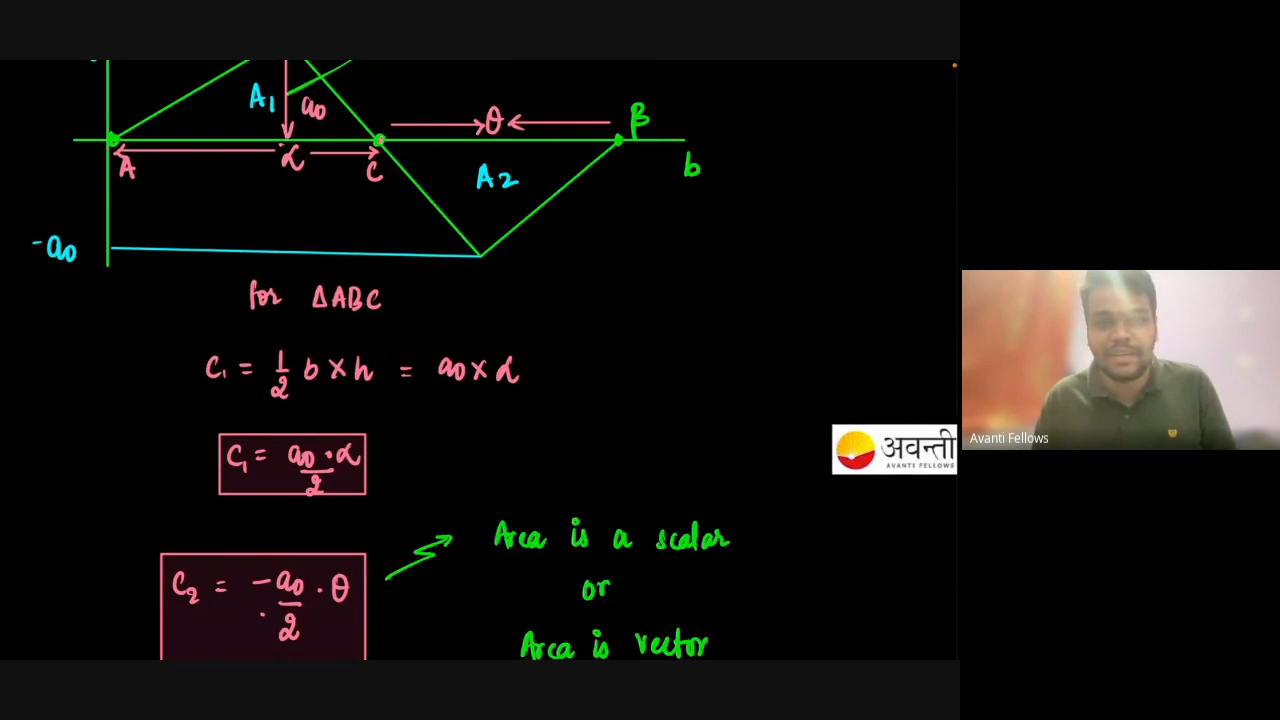 A1
a0
θ
β
A
α
C
A2
b
-a0
for ΔABC
C1 = 1/2 b × h = a0 × α
C1 = a0/2 · α
C2 = -a0/2 · θ
Area is a scalar
or
Area is vector
अवन्ती
AVANTI FELLOWS
Avanti Fellows